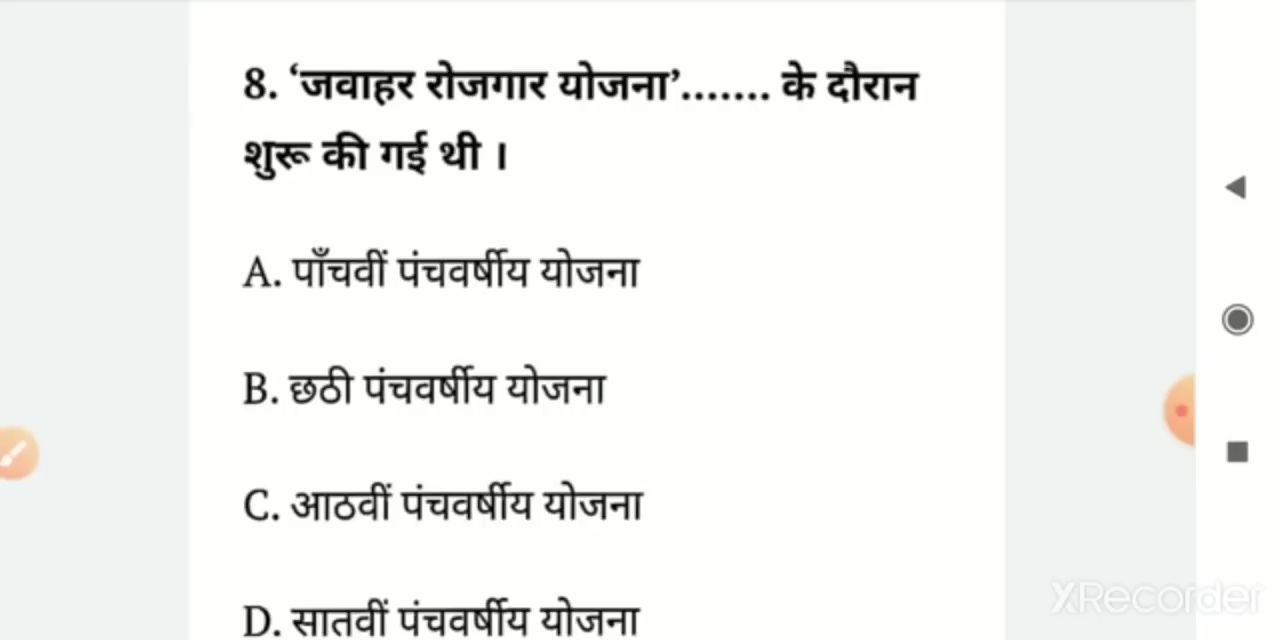 8. ‘जवाहर रोजगार योजना’....... के दौरान
शुरू की गई थी ।
A. पाँचवीं पंचवर्षीय योजना
B. छठी पंचवर्षीय योजना
C. आठवीं पंचवर्षीय योजना
D. सातवीं पंचवर्षीय योजना
XRecorder